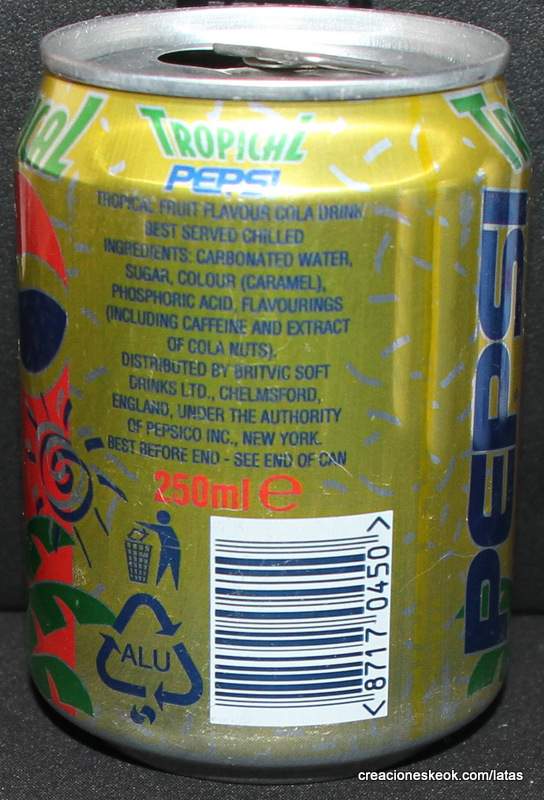 TROPICAL
PEPSI
TROPICAL FRUIT FLAVOUR COLA DRINK
BEST SERVED CHILLED
INGREDIENTS: CARBONATED WATER,
SUGAR, COLOUR (CARAMEL),
PHOSPHORIC ACID, FLAVOURINGS
(INCLUDING CAFFEINE AND EXTRACT
OF COLA NUTS).
DISTRIBUTED BY BRITVIC SOFT
DRINKS LTD., CHELMSFORD,
ENGLAND, UNDER THE AUTHORITY
OF PEPSICO INC., NEW YORK.
BEST BEFORE END - SEE END OF CAN
250ml e
ALU
<8717 0450>
ICAL
TR
PEPSI
creacioneskeok.com/latas